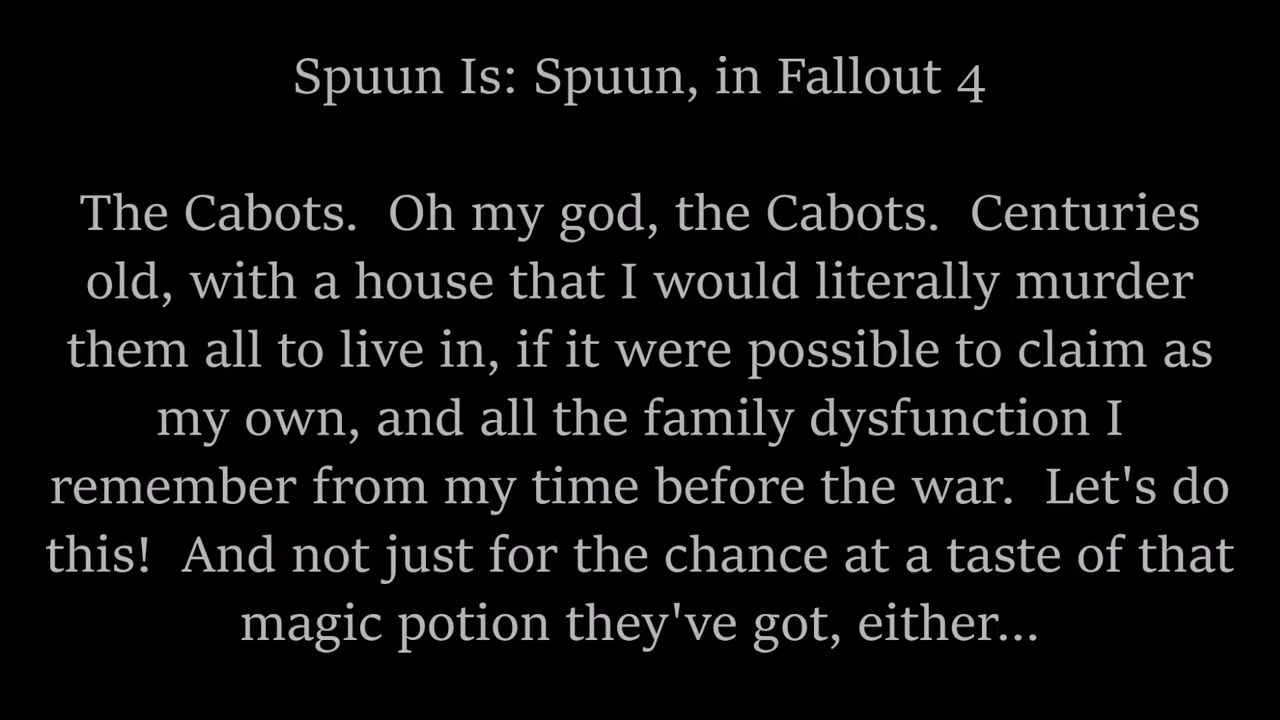 Spuun Is: Spuun, in Fallout 4
The Cabots.  Oh my god, the Cabots.  Centuries
old, with a house that I would literally murder
them all to live in, if it were possible to claim as
my own, and all the family dysfunction I
remember from my time before the war.  Let's do
this!  And not just for the chance at a taste of that
magic potion they've got, either...